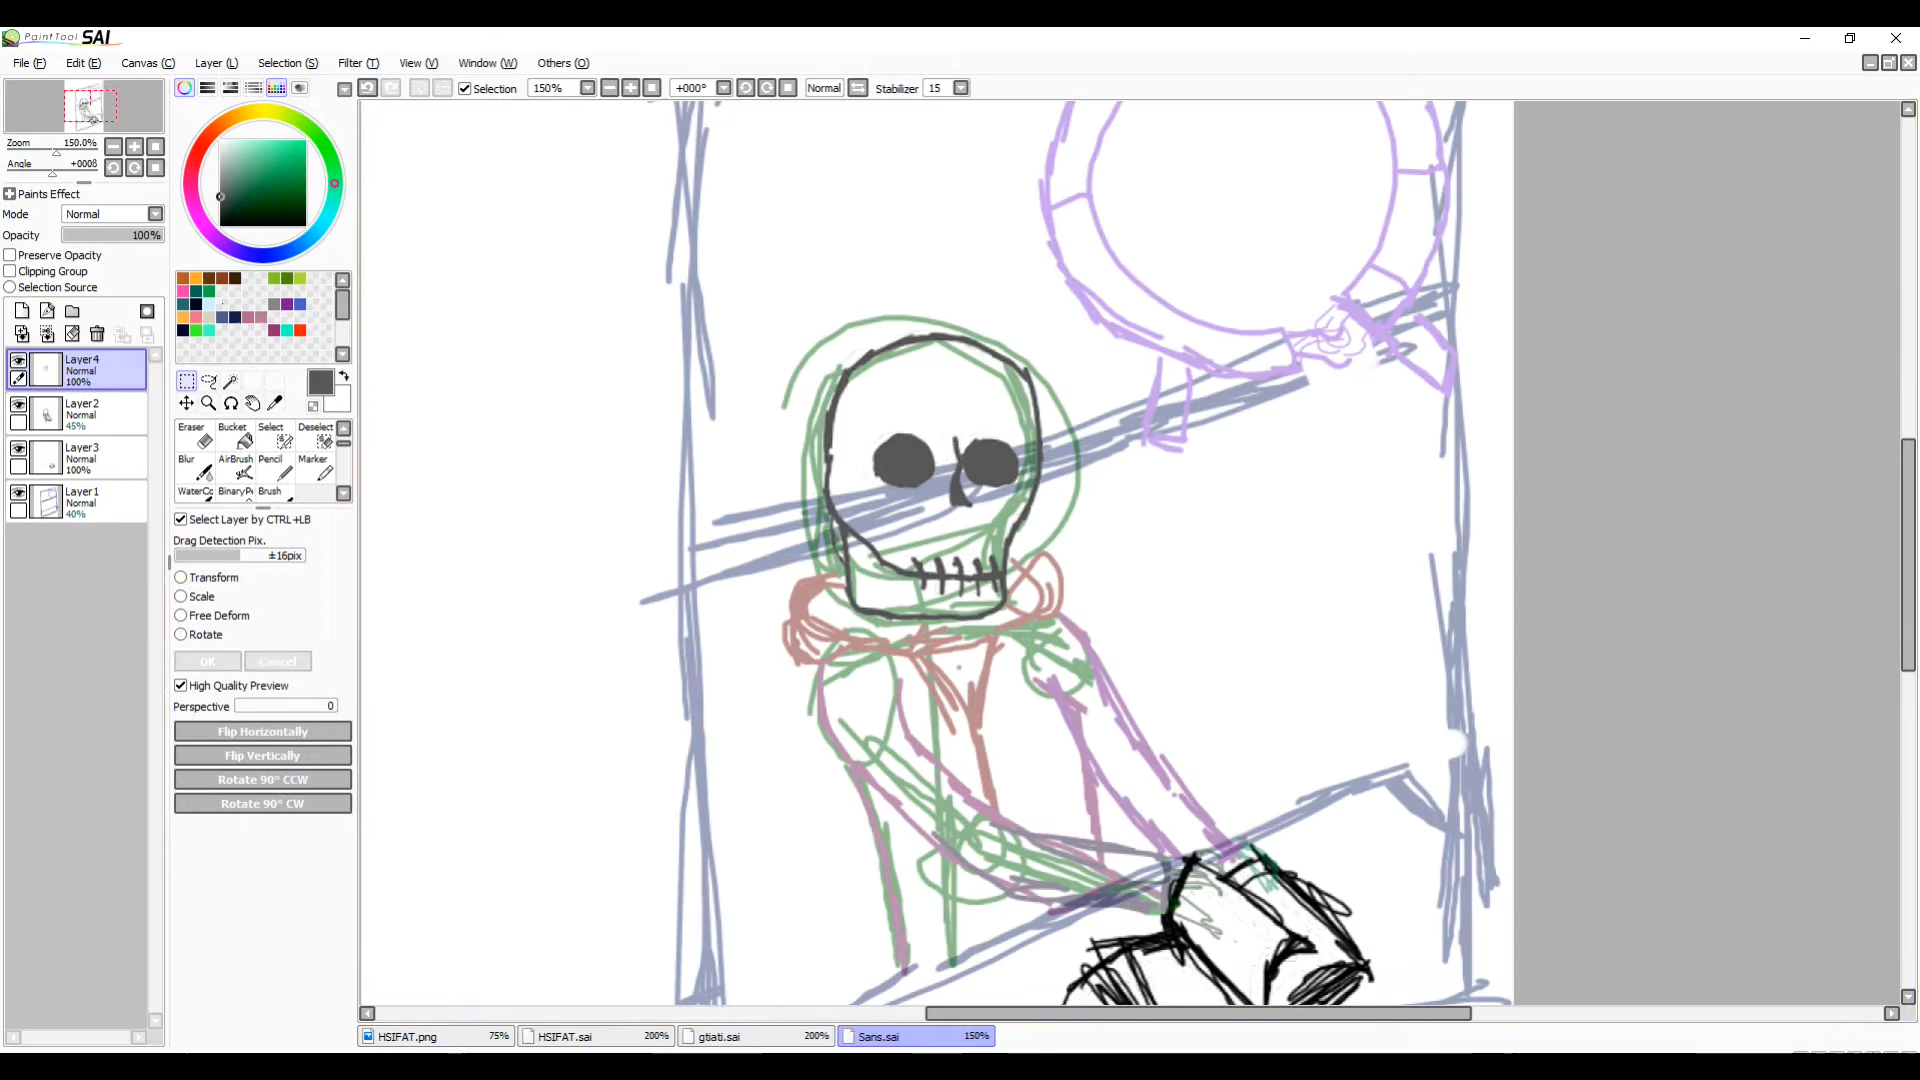 PaintTool SAI
File (F) Edit (E) Canvas (C) Layer (L) Selection (S) Filter (T) View (V) Window (W) Others (O)
Selection 150% +000° Normal Stabilizer 15
Zoom 150.0%
Angle +000ß
Paints Effect
Mode Normal
Opacity 100%
Preserve Opacity
Clipping Group
Selection Source
Layer4
Normal
100%
Layer2
Normal
45%
Layer3
Normal
100%
Layer1
Normal
40%
Eraser Bucket Select Deselect
Blur AirBrush Pencil Marker
WaterCo BinaryPe Brush
Select Layer by CTRL+LB
Drag Detection Pix.
±16pix
Transform
Scale
Free Deform
Rotate
OK Cancel
High Quality Preview
Perspective 0
Flip Horizontally
Flip Vertically
Rotate 90° CCW
Rotate 90° CW
HSIFAT.png 75% HSIFAT.sai 200% gtiati.sai 200% Sans.sai 150%